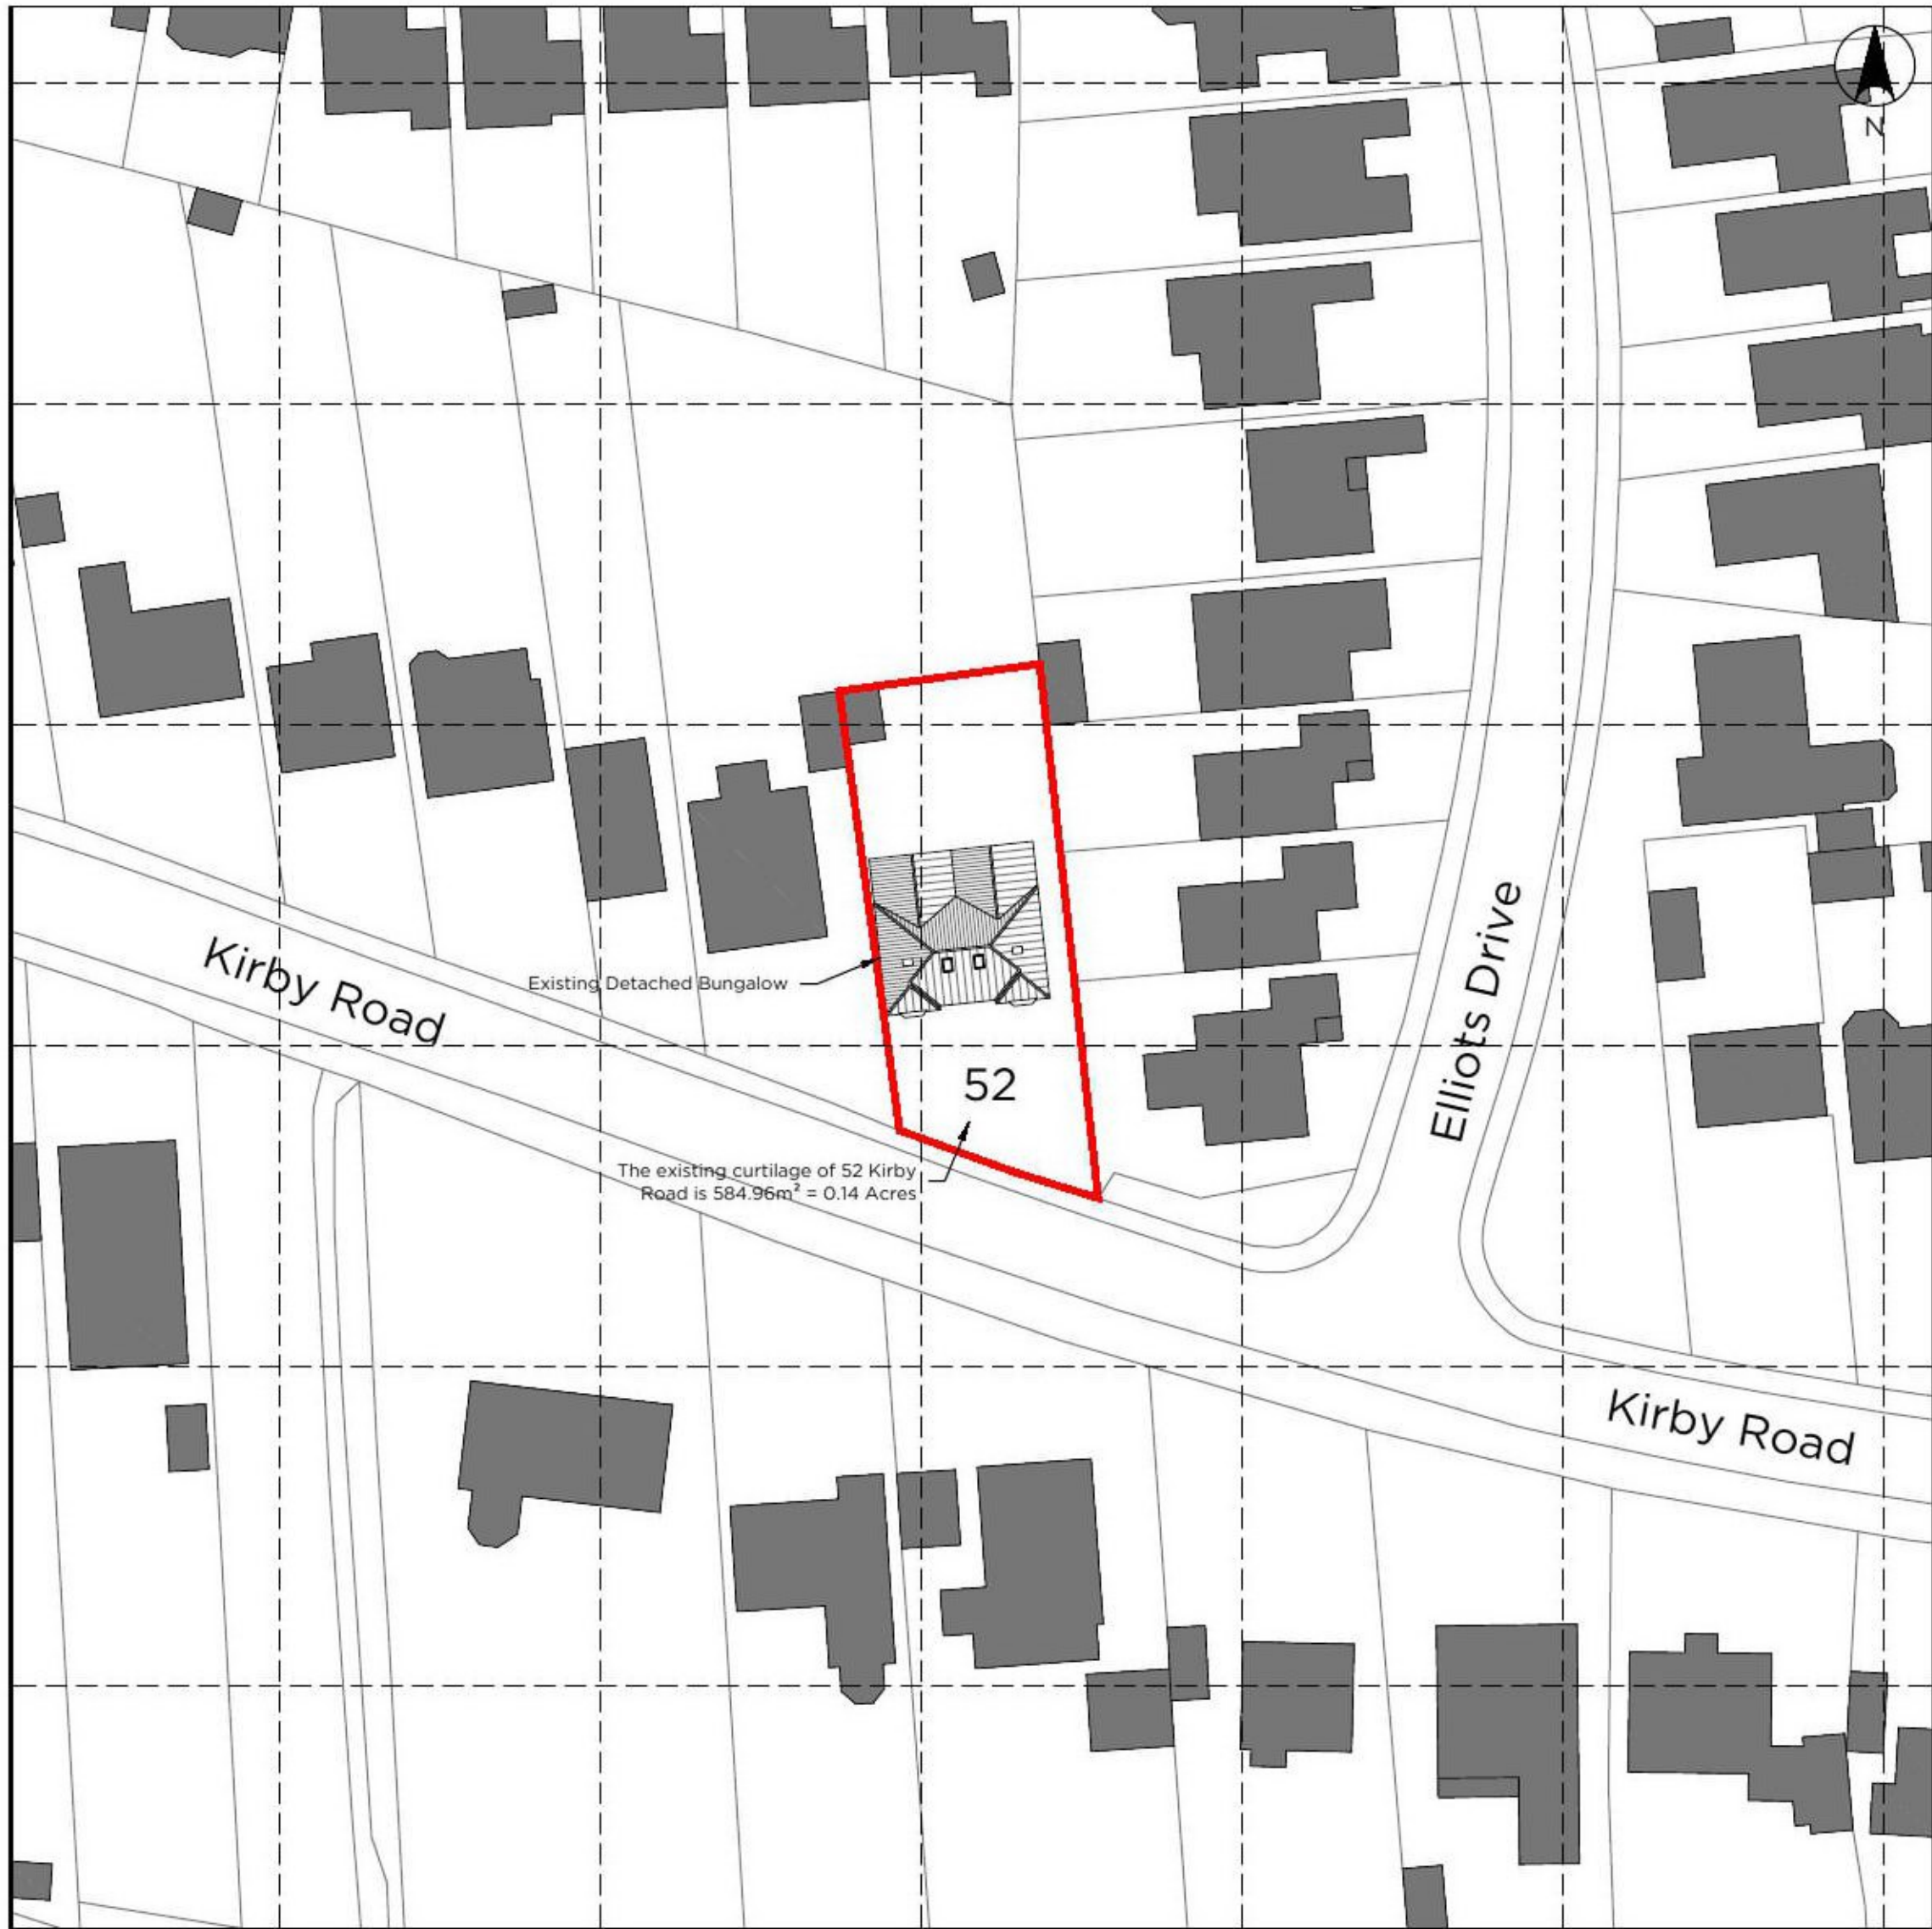 N
Kirby Road
Existing Detached Bungalow
Elliots Drive
52
The existing curtilage of 52 Kirby
Road is 584.96m² = 0.14 Acres
Kirby Road